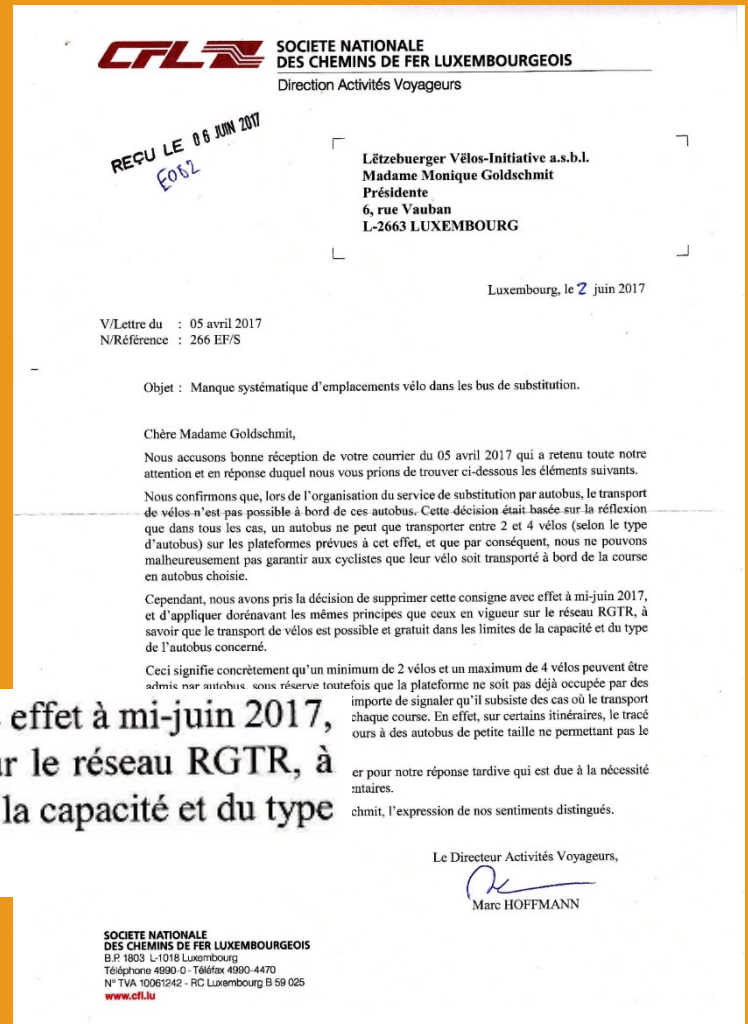 CFL
SOCIETE NATIONALE
DES CHEMINS DE FER LUXEMBOURGEOIS
Direction Activités Voyageurs
REÇU LE 06 JUIN 2017
E062
Lëtzebuerger Vëlos-Initiative a.s.b.l.
Madame Monique Goldschmit
Présidente
6, rue Vauban
L-2663 LUXEMBOURG
Luxembourg, le 2 juin 2017
V/Lettre du : 05 avril 2017
N/Référence : 266 EF/S
Objet : Manque systématique d'emplacements vélo dans les bus de substitution.
Chère Madame Goldschmit,
Nous accusons bonne réception de votre courrier du 05 avril 2017 qui a retenu toute notre
attention et en réponse duquel nous vous prions de trouver ci-dessous les éléments suivants.
Nous confirmons que, lors de l'organisation du service de substitution par autobus, le transport
de vélos n'est pas possible à bord de ces autobus. Cette décision était basée sur la réflexion
que dans tous les cas, un autobus ne peut que transporter entre 2 et 4 vélos (selon le type
d'autobus) sur les plateformes prévues à cet effet, et que par conséquent, nous ne pouvons
malheureusement pas garantir aux cyclistes que leur vélo soit transporté à bord de la course
en autobus choisie.
Cependant, nous avons pris la décision de supprimer cette consigne avec effet à mi-juin 2017,
et d'appliquer dorénavant les mêmes principes que ceux en vigueur sur le réseau RGTR, à
savoir que le transport de vélos est possible et gratuit dans les limites de la capacité et du type
de l'autobus concerné.
Ceci signifie concrètement qu'un minimum de 2 vélos et un maximum de 4 vélos peuvent être
admis par autobus, sous réserve toutefois que la plateforme ne soit pas déjà occupée par des
importe de signaler qu'il subsiste des cas où le transport
chaque course. En effet, sur certains itinéraires, le tracé
ours à des autobus de petite taille ne permettant pas le
er pour notre réponse tardive qui est due à la nécessité
ntaires.
chmit, l'expression de nos sentiments distingués.
effet à mi-juin 2017,
r le réseau RGTR, à
la capacité et du type
Le Directeur Activités Voyageurs,
Marc HOFFMANN
SOCIETE NATIONALE
DES CHEMINS DE FER LUXEMBOURGEOIS
B.P. 1803 L-1018 Luxembourg
Téléphone 4990-0 - Téléfax 4990-4470
N° TVA 10061242 - RC Luxembourg B 59 025
www.cfl.lu